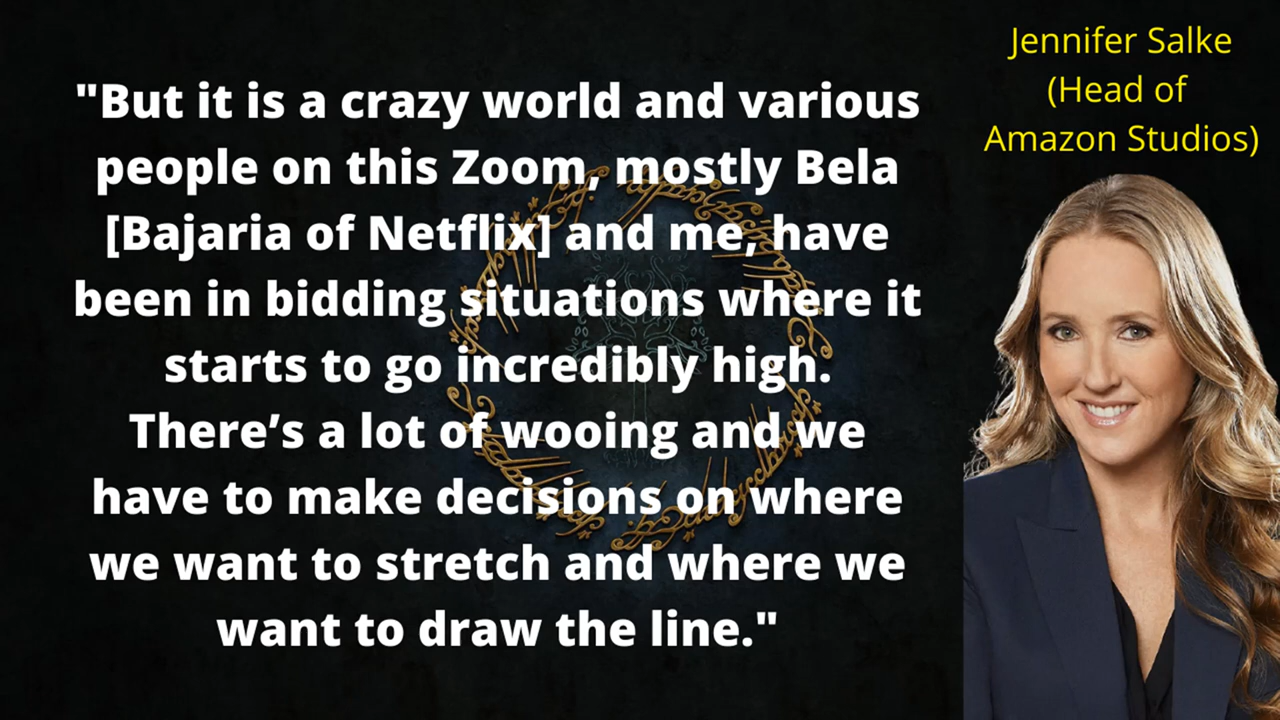 Jennifer Salke
(Head of
Amazon Studios)
"But it is a crazy world and various
people on this Zoom, mostly Bela
[Bajaria of Netflix] and me, have
been in bidding situations where it
starts to go incredibly high.
There’s a lot of wooing and we
have to make decisions on where
we want to stretch and where we
want to draw the line."